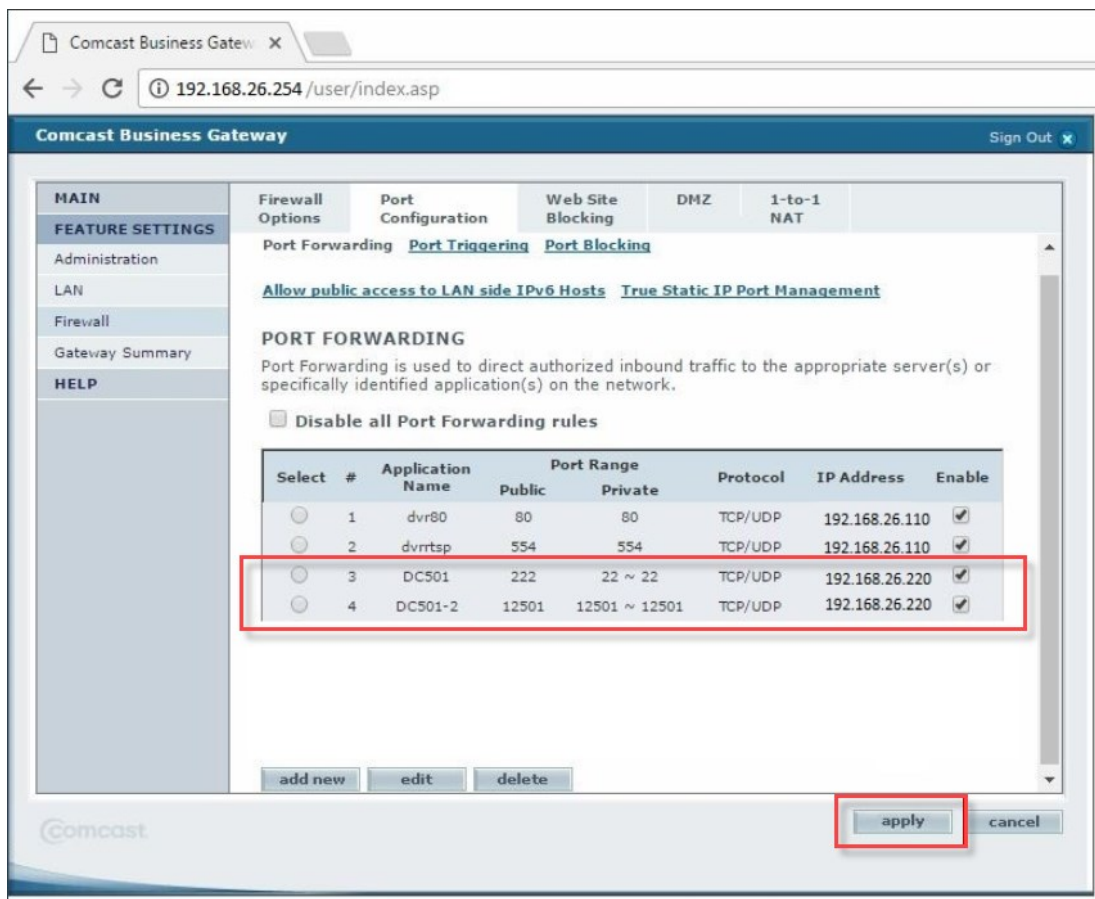 Comcast Business Gatew
192.168.26.254/user/index.asp
Comcast Business Gateway
Sign Out
MAIN
FEATURE SETTINGS
Administration
LAN
Firewall
Gateway Summary
HELP
Firewall Options
Port Configuration
Web Site Blocking
DMZ
1-to-1 NAT
Port Forwarding Port Triggering Port Blocking
Allow public access to LAN side IPv6 Hosts True Static IP Port Management
PORT FORWARDING
Port Forwarding is used to direct authorized inbound traffic to the appropriate server(s) or
specifically identified application(s) on the network.
Disable all Port Forwarding rules
Select # Application Name Port Range Public Private Protocol IP Address Enable
1 dvr80 80 80 TCP/UDP 192.168.26.110
2 dvrrtsp 554 554 TCP/UDP 192.168.26.110
3 DC501 222 22 ~ 22 TCP/UDP 192.168.26.220
4 DC501-2 12501 12501 ~ 12501 TCP/UDP 192.168.26.220
add new edit delete
apply cancel
Comcast